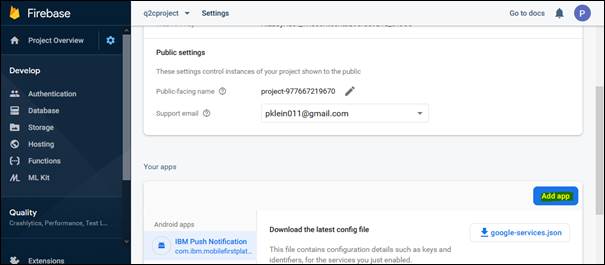 Firebase
q2cproject
Settings
Go to docs
P
Project Overview
Public settings
Develop
These settings control instances of your project shown to the public
Authentication
Public-facing name
project-977667219670
Database
Storage
Support email
pklein011@gmail.com
Hosting
Functions
ML Kit
Your apps
Add app
Quality
Android apps
Crashlytics, Performance, Test L...
Download the latest config file
IBM Push Notification
google-services.json
com.ibm.mobilefirstplat...
This file contains configuration details such as keys and
Extensions
identifiers, for the services you just enabled.